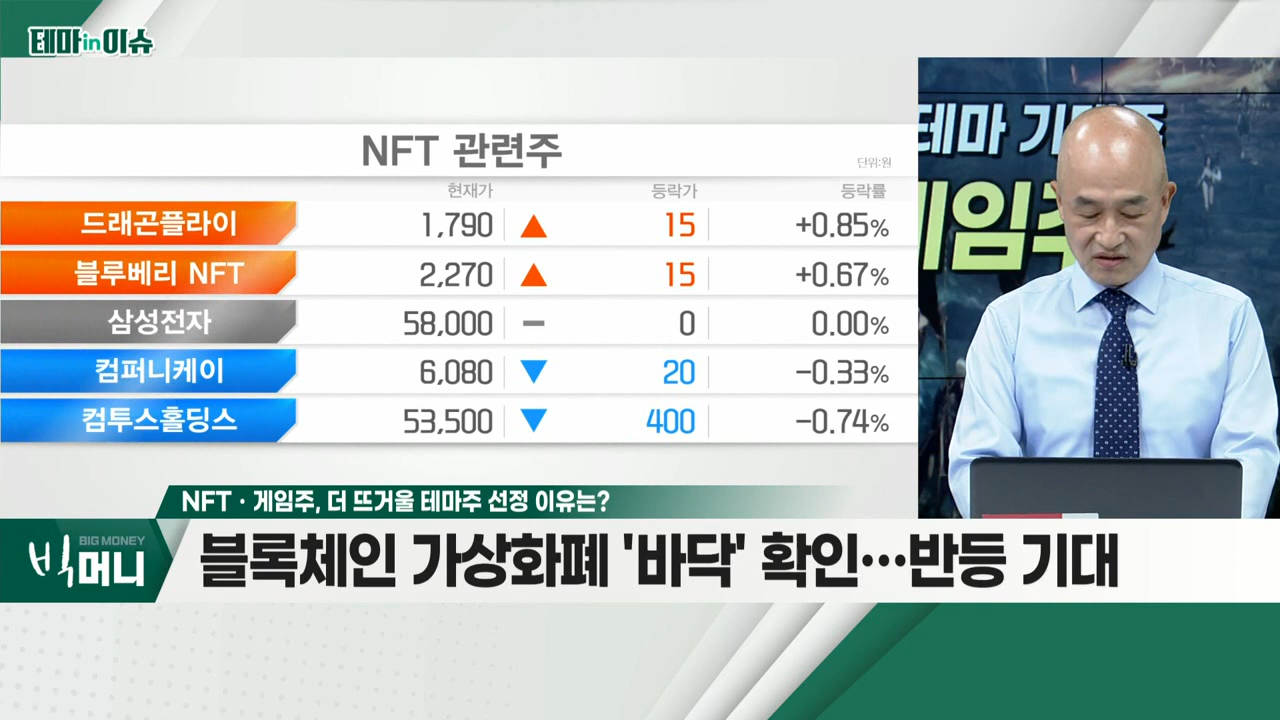 테마in이슈
NFT 관련주
단위:원
현재가 등락가 등락률
드래곤플라이 1,790 ▲ 15 +0.85%
블루베리 NFT 2,270 ▲ 15 +0.67%
삼성전자 58,000 - 0 0.00%
컴퍼니케이 6,080 ▼ 20 -0.33%
컴투스홀딩스 53,500 ▼ 400 -0.74%
테마
게임주
NFT·게임주, 더 뜨거울 테마주 선정 이유는?
BIG MONEY
빅머니
블록체인 가상화폐 '바닥' 확인…반등 기대